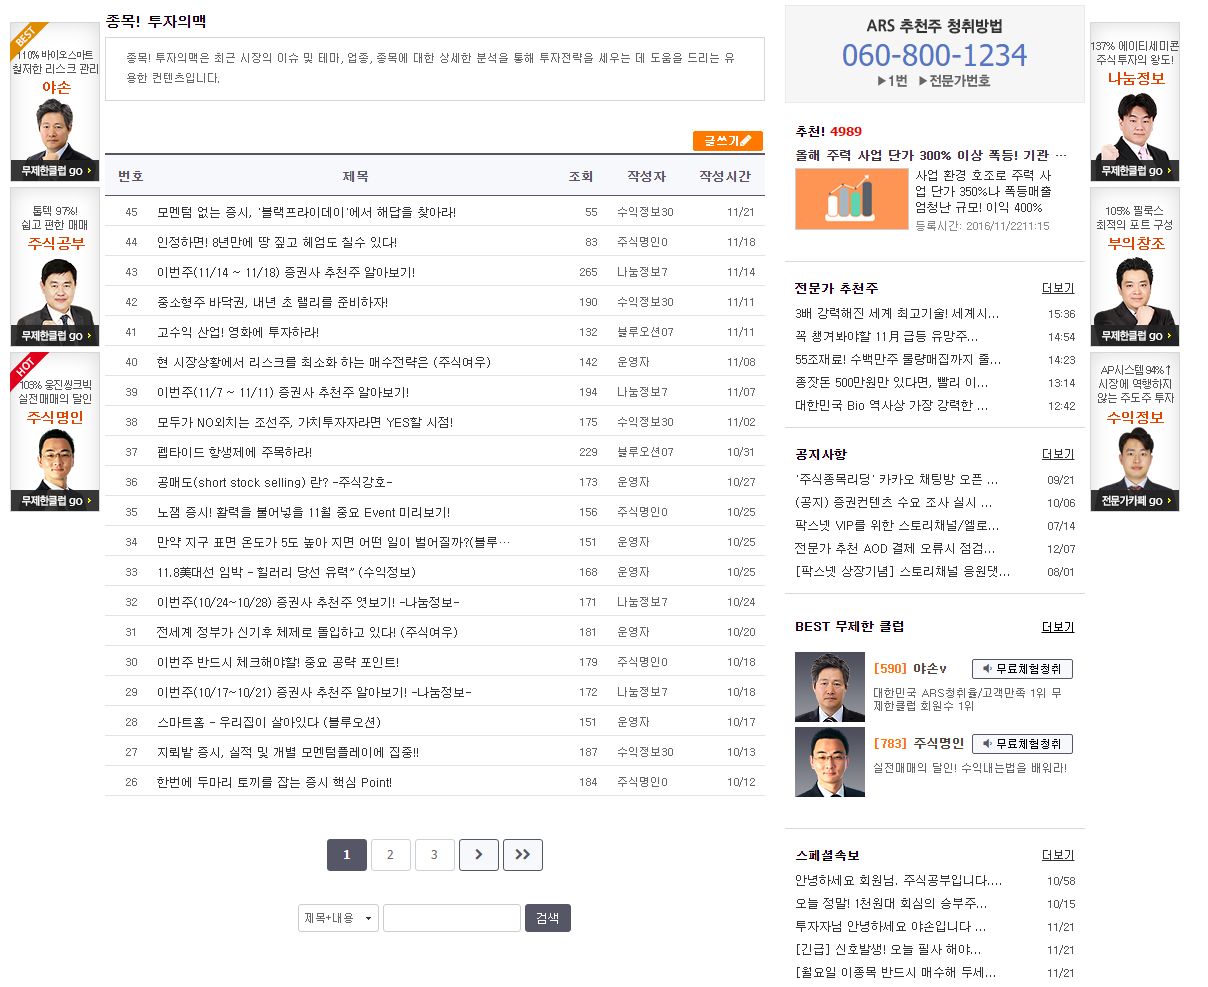 BEST
110% 바이오스마트
철저한 리스크 관리
야손
무제한클럽 go
톱텍 97%!
쉽고 편한 매매
주식공부
무제한클럽 go
HOT
103% 웅진씽크빅
실전매매의 달인
주식명인
무제한클럽 go
종목! 투자의맥
종목! 투자의맥은 최근 시장의 이슈 및 테마, 업종, 종목에 대한 상세한 분석을 통해 투자전략을 세우는 데 도움을 드리는 유
용한 컨텐츠입니다.
글쓰기
번호 제목 조회 작성자 작성시간
45 모멘텀 없는 증시, '블랙프라이데이'에서 해답을 찾아라! 55 수익정보30 11/21
44 인정하면! 8년만에 땅 짚고 헤엄도 칠수 있다! 83 주식명인0 11/18
43 이번주(11/14 ~ 11/18) 증권사 추천주 알아보기! 265 나눔정보7 11/14
42 중소형주 바닥권, 내년 초 랠리를 준비하자! 190 수익정보30 11/11
41 고수익 산업! 영화에 투자하라! 132 블루오션07 11/11
40 현 시장상황에서 리스크를 최소화 하는 매수전략은 (주식여우) 142 운영자 11/08
39 이번주(11/7 ~ 11/11) 증권사 추천주 알아보기! 194 나눔정보7 11/07
38 모두가 NO외치는 조선주, 가치투자자라면 YES할 시점! 175 수익정보30 11/02
37 펩타이드 항생제에 주목하라! 229 블루오션07 10/31
36 공매도(short stock selling) 란? -주식강호- 173 운영자 10/27
35 노잼 증시! 활력을 불어넣을 11월 중요 Event 미리보기! 156 주식명인0 10/25
34 만약 지구 표면 온도가 5도 높아 지면 어떤 일이 벌어질까?(블루… 151 운영자 10/25
33 11.8美대선 임박 - 힐러리 당선 유력" (수익정보) 168 운영자 10/25
32 이번주(10/24~10/28) 증권사 추천주 엿보기! -나눔정보- 171 나눔정보7 10/24
31 전세계 정부가 신기후 체제로 돌입하고 있다! (주식여우) 181 운영자 10/20
30 이번주 반드시 체크해야할! 중요 공략 포인트! 179 주식명인0 10/18
29 이번주(10/17~10/21) 증권사 추천주 알아보기! -나눔정보- 172 나눔정보7 10/18
28 스마트홈 - 우리집이 살아있다 (블루오션) 151 운영자 10/17
27 지뢰밭 증시, 실적 및 개별 모멘텀플레이에 집중!! 187 수익정보30 10/13
26 한번에 두마리 토끼를 잡는 증시 핵심 Point! 184 주식명인0 10/12
1 2 3
제목+내용 검색
ARS 추천주 청취방법
060-800-1234
▶1번 ▶전문가번호
추천! 4989
올해 주력 사업 단가 300% 이상 폭등! 기관 …
사업 환경 호조로 주력 사
업 단가 350%나 폭등매출
엄청난 규모! 이익 400%
등록시간: 2016/11/2211:15
전문가 추천주 더보기
3배 강력해진 세계 최고기술! 세계시... 15:36
꼭 챙겨봐야할 11月 급등 유망주... 14:54
55조재료! 수백만주 물량매집까지 줄... 14:23
종잣돈 500만원만 있다면, 빨리 이... 13:14
대한민국 Bio 역사상 가장 강력한 ... 12:42
공지사항 더보기
'주식종목리딩' 카카오 채팅방 오픈 ... 09/21
(공지) 증권컨텐츠 수요 조사 실시 ... 10/06
팍스넷 VIP를 위한 스토리채널/옐로... 07/14
전문가 추천 AOD 결제 오류시 점검... 12/07
[팍스넷 상장기념] 스토리채널 응원댓... 08/01
BEST 무제한 클럽 더보기
[590] 야손v 무료체험청취
대한민국 ARS청취율/고객만족 1위 무
제한클럽 회원수 1위
[783] 주식명인 무료체험청취
실전매매의 달인! 수익내는법을 배워라!
스페셜속보 더보기
안녕하세요 회원님. 주식공부입니다.... 10/58
오늘 정말! 1천원대 회심의 승부주... 10/15
투자자님 안녕하세요 야손입니다 ... 11/21
[긴급] 신호발생! 오늘 필사 해야... 11/21
[월요일 이종목 반드시 매수해 두세... 11/21
137% 에이티세미콘
주식투자의 왕도!
나눔정보
무제한클럽 go
105% 필룩스
최적의 포트 구성
부의창조
무제한클럽 go
AP시스템 94%↑
시장에 역행하지
않는 주도주 투자
수익정보
전문가카페 go